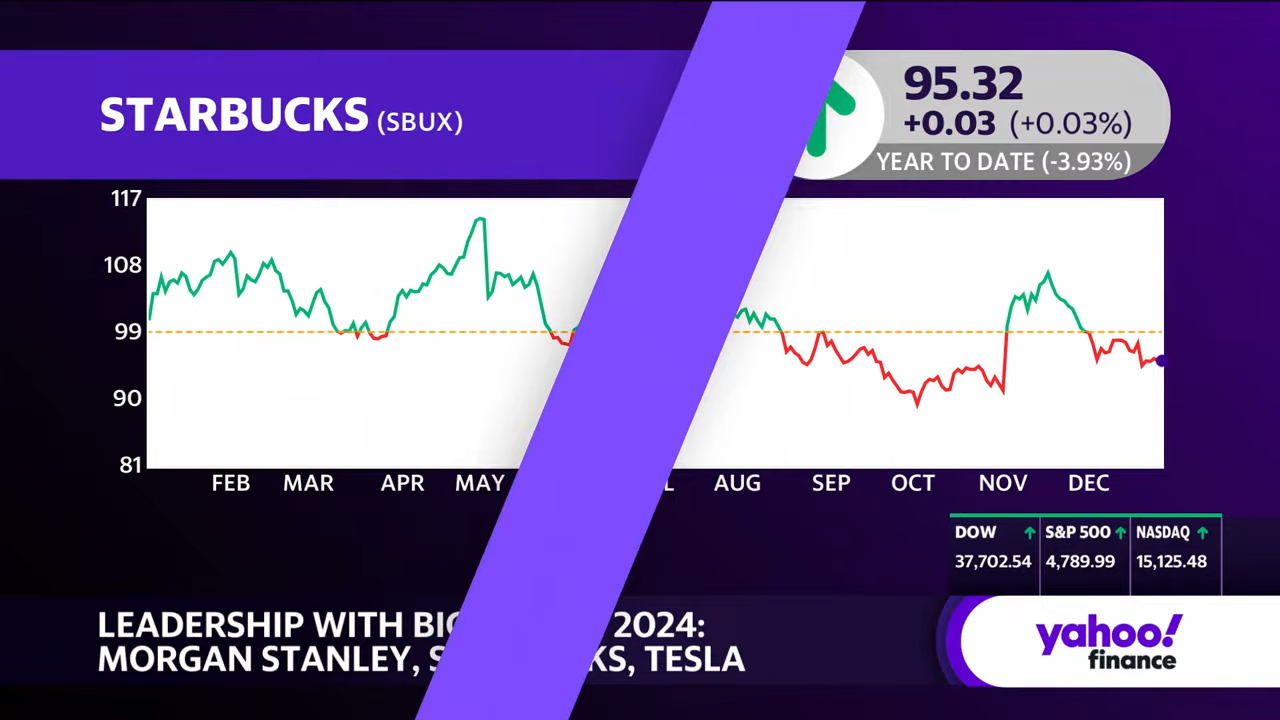 STARBUCKS (SBUX)
95.32
+0.03 (+0.03%)
YEAR TO DATE (-3.93%)
117
108
99
90
81
FEB MAR APR MAY AUG SEP OCT NOV DEC
DOW S&P 500 NASDAQ
37,702.54 4,789.99 15,125.48
LEADERSHIP WITH 2024:
MORGAN STANLEY, TESLA
yahoo!
finance